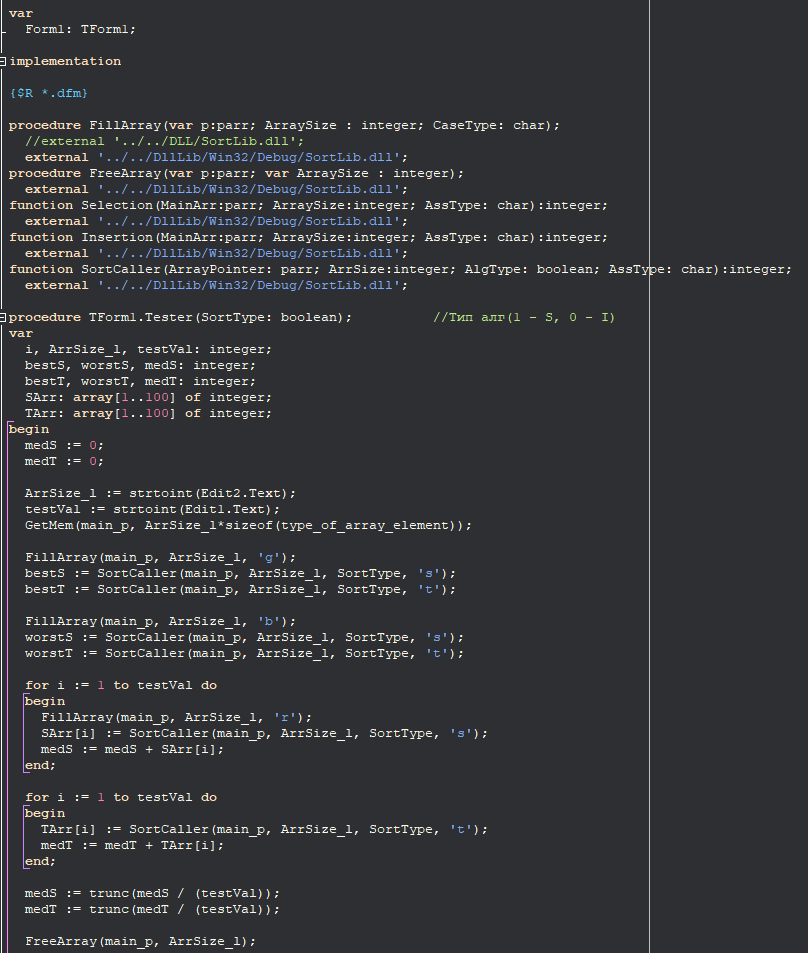 var
  Form1: TForm1;
implementation
{$R *.dfm}
procedure FillArray(var p:parr; ArraySize : integer; CaseType: char);
  //external '../../DLL/SortLib.dll';
  external '../../DllLib/Win32/Debug/SortLib.dll';
procedure FreeArray(var p:parr; var ArraySize : integer);
  external '../../DllLib/Win32/Debug/SortLib.dll';
function Selection(MainArr:parr; ArraySize:integer; AssType: char):integer;
  external '../../DllLib/Win32/Debug/SortLib.dll';
function Insertion(MainArr:parr; ArraySize:integer; AssType: char):integer;
  external '../../DllLib/Win32/Debug/SortLib.dll';
function SortCaller(ArrayPointer: parr; ArrSize:integer; AlgType: boolean; AssType: char):integer;
  external '../../DllLib/Win32/Debug/SortLib.dll';
procedure TForm1.Tester(SortType: boolean);          //Тип алг(1 - S, 0 - I)
var
  i, ArrSize_l, testVal: integer;
  bestS, worstS, medS: integer;
  bestT, worstT, medT: integer;
  SArr: array[1..100] of integer;
  TArr: array[1..100] of integer;
begin
  medS := 0;
  medT := 0;
  ArrSize_l := strtoint(Edit2.Text);
  testVal := strtoint(Edit1.Text);
  GetMem(main_p, ArrSize_l*sizeof(type_of_array_element));
  FillArray(main_p, ArrSize_l, 'g');
  bestS := SortCaller(main_p, ArrSize_l, SortType, 's');
  bestT := SortCaller(main_p, ArrSize_l, SortType, 't');
  FillArray(main_p, ArrSize_l, 'b');
  worstS := SortCaller(main_p, ArrSize_l, SortType, 's');
  worstT := SortCaller(main_p, ArrSize_l, SortType, 't');
  for i := 1 to testVal do
  begin
    FillArray(main_p, ArrSize_l, 'r');
    SArr[i] := SortCaller(main_p, ArrSize_l, SortType, 's');
    medS := medS + SArr[i];
  end;
  for i := 1 to testVal do
  begin
    TArr[i] := SortCaller(main_p, ArrSize_l, SortType, 't');
    medT := medT + TArr[i];
  end;
  medS := trunc(medS / (testVal));
  medT := trunc(medT / (testVal));
  FreeArray(main_p, ArrSize_l);